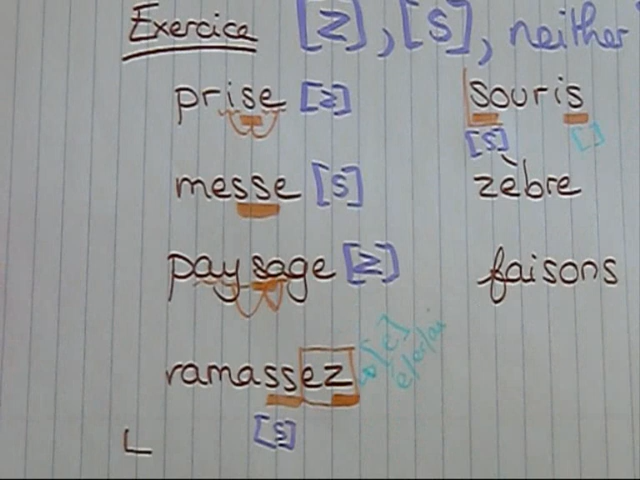 Exercice [z], [s], neither
prise [z] souris
[s] [ ]
messe [s] zèbre
paysage [z] faisons
ramassez [e]
[s]